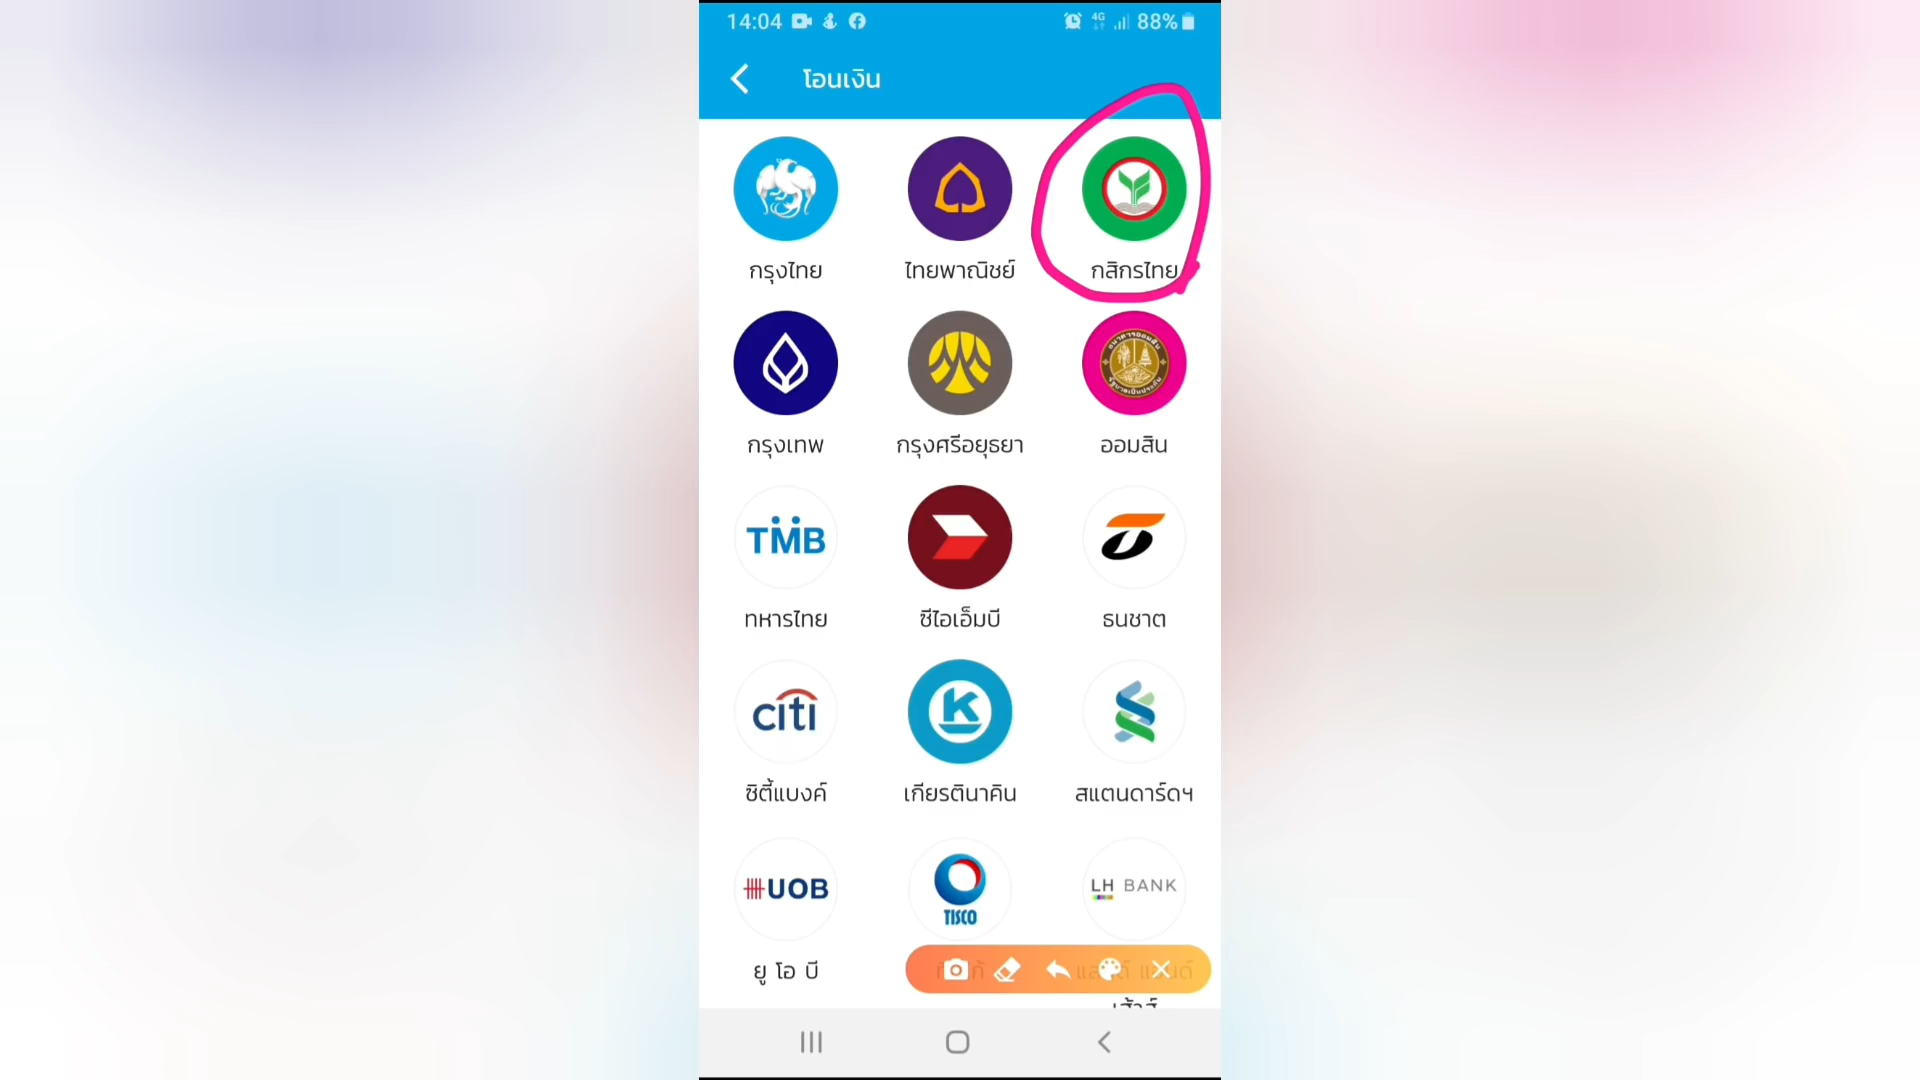 14:04
4G 88%
โอนเงิน
กรุงไทย ไทยพาณิชย์ กสิกรไทย
กรุงเทพ กรุงศรีอยุธยา ออมสิน
TMB
ทหารไทย ซีไอเอ็มบี ธนชาต
citi K
ซิตี้แบงค์ เกียรตินาคิน สแตนดาร์ดฯ
UOB TISCO LH BANK
ยู โอ บี